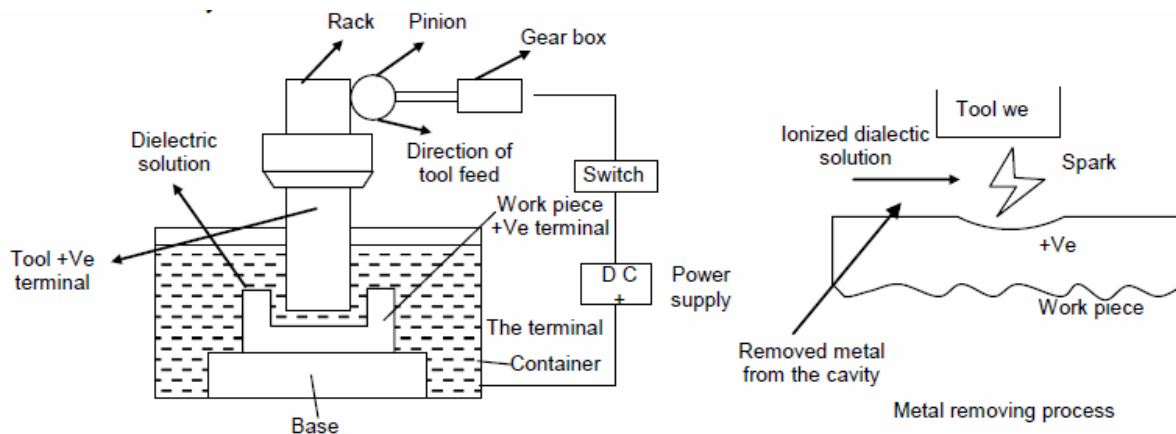 Rack
Pinion
Gear box
Dielectric
solution
Direction of
tool feed
Switch
Work piece
+Ve terminal
Tool +Ve
terminal
D C
+
Power
supply
The terminal
Container
Base
Tool we
Ionized dialectic
solution
Spark
+Ve
Work piece
Removed metal
from the cavity
Metal removing process